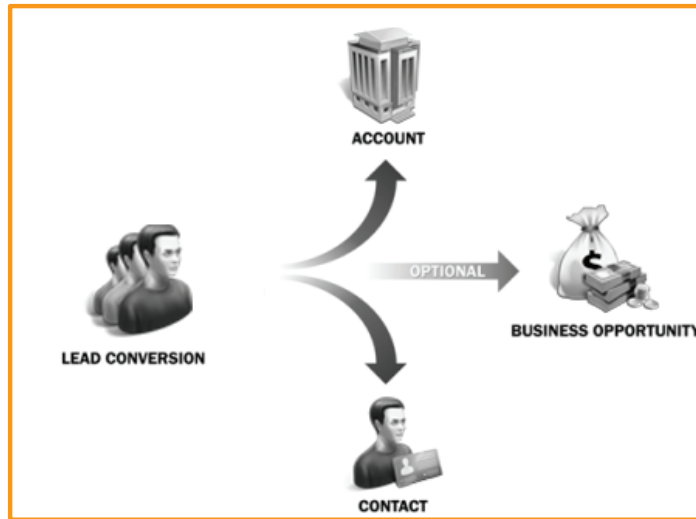 ACCOUNT
OPTIONAL
$
BUSINESS OPPORTUNITY
LEAD CONVERSION
CONTACT